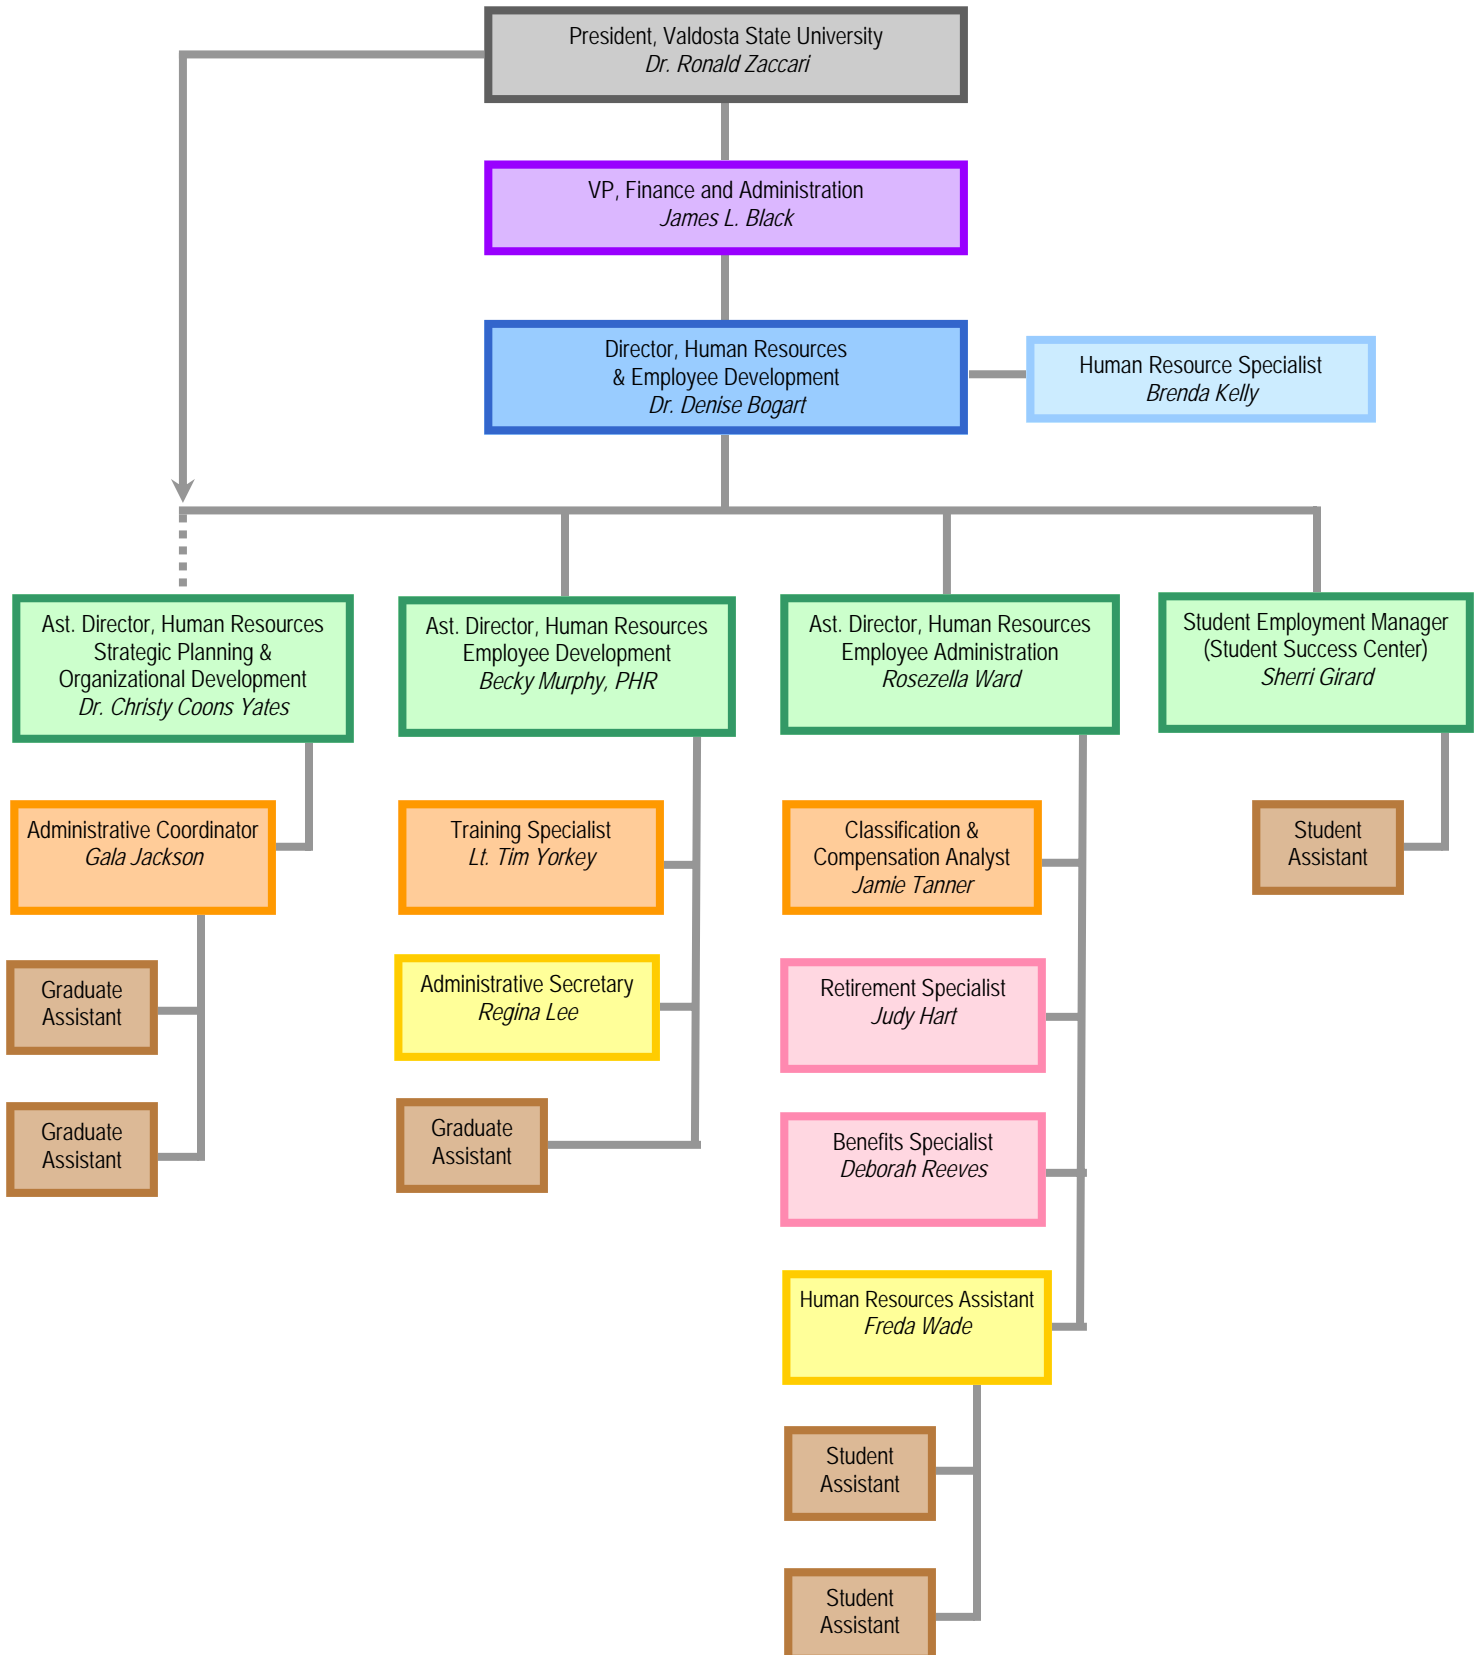 President, Valdosta State University
Dr. Ronald Zaccari
VP, Finance and Administration
James L. Black
Director, Human Resources
& Employee Development
Dr. Denise Bogart
Human Resource Specialist
Brenda Kelly
Ast. Director, Human Resources
Strategic Planning &
Organizational Development
Dr. Christy Coons Yates
Ast. Director, Human Resources
Employee Development
Becky Murphy, PHR
Ast. Director, Human Resources
Employee Administration
Rosezella Ward
Student Employment Manager
(Student Success Center)
Sherri Girard
Administrative Coordinator
Gala Jackson
Training Specialist
Lt. Tim Yorkey
Classification &
Compensation Analyst
Jamie Tanner
Student
Assistant
Graduate
Assistant
Administrative Secretary
Regina Lee
Retirement Specialist
Judy Hart
Graduate
Assistant
Graduate
Assistant
Benefits Specialist
Deborah Reeves
Human Resources Assistant
Freda Wade
Student
Assistant
Student
Assistant